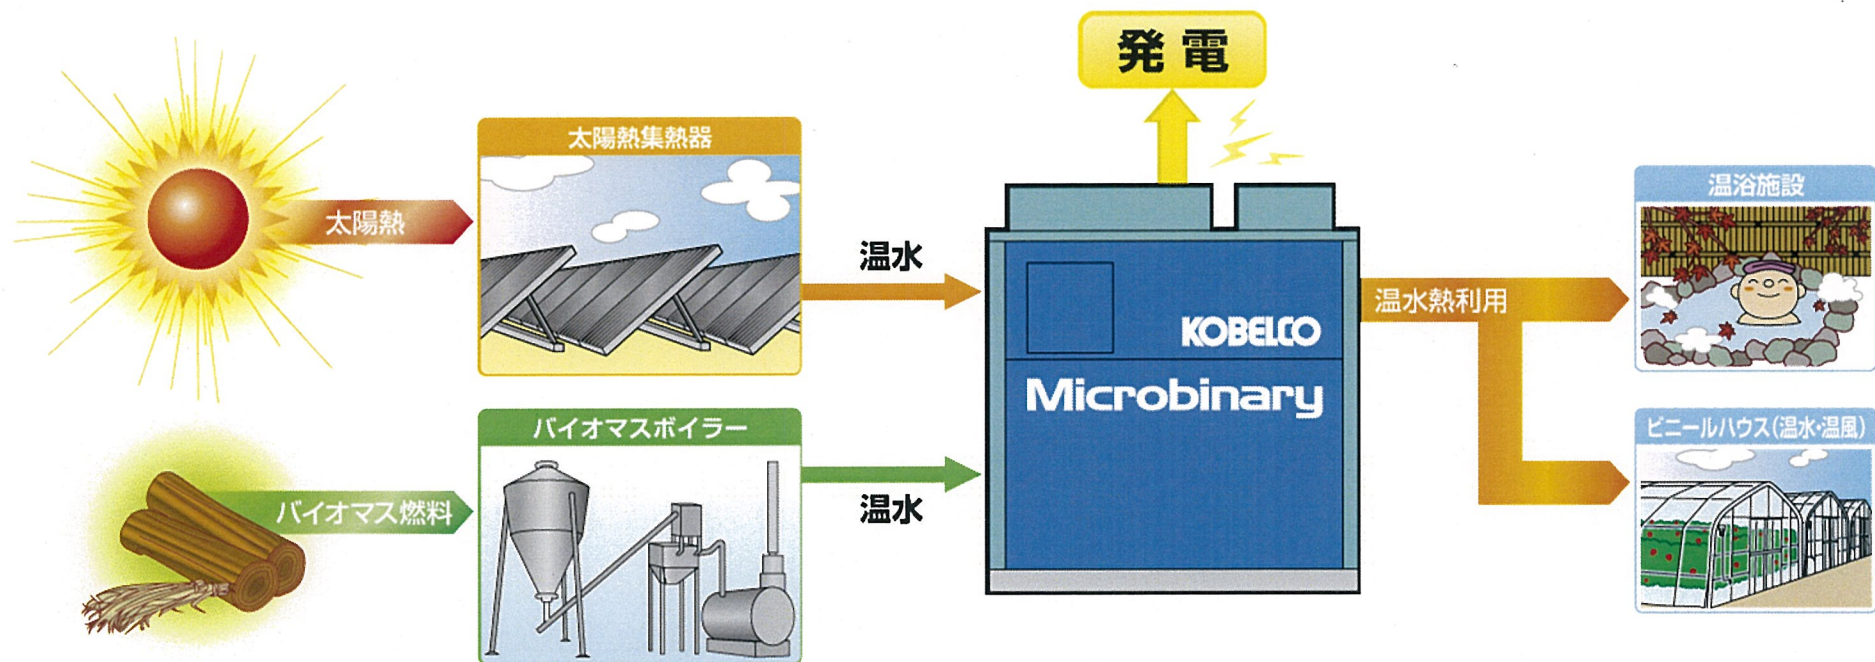 発電
太陽熱
太陽熱集熱器
温水
KOBELCO
Microbinary
温水熱利用
温浴施設
バイオマス燃料
バイオマスボイラー
温水
ビニールハウス(温水・温風)